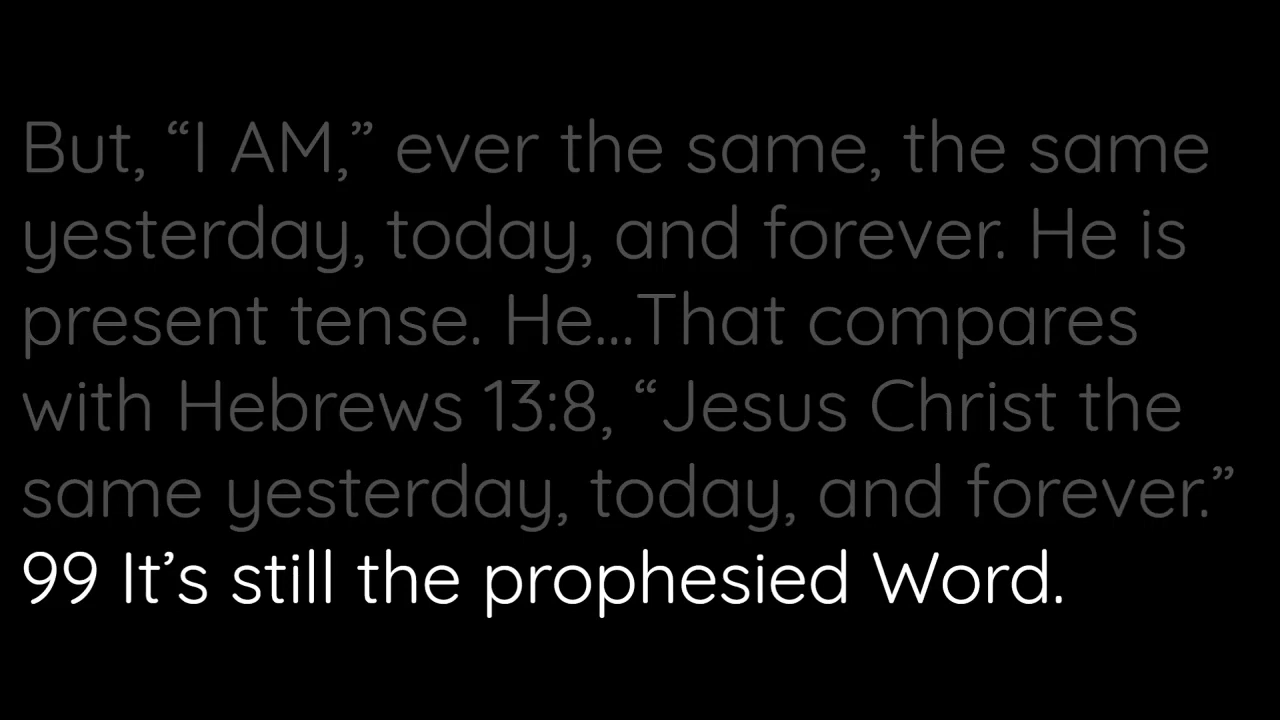 But, “I AM,” ever the same, the same
yesterday, today, and forever. He is
present tense. He...That compares
with Hebrews 13:8, “Jesus Christ the
same yesterday, today, and forever.”
99 It’s still the prophesied Word.